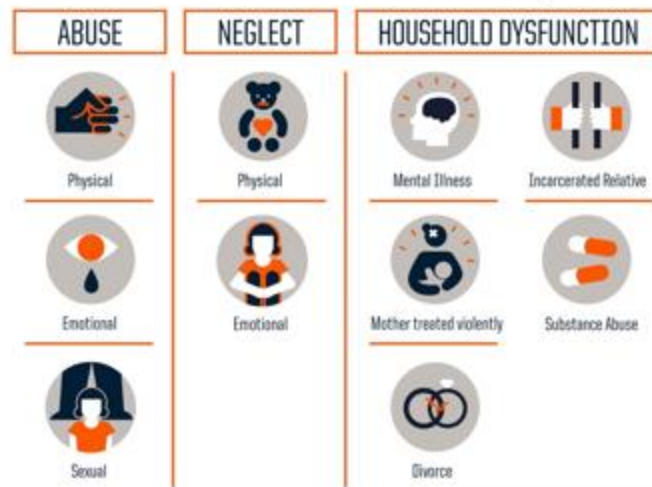 ABUSE
NEGLECT
HOUSEHOLD DYSFUNCTION
Physical
Physical
Mental Illness
Incarcerated Relative
Emotional
Emotional
Mother treated violently
Substance Abuse
Sexual
Divorce